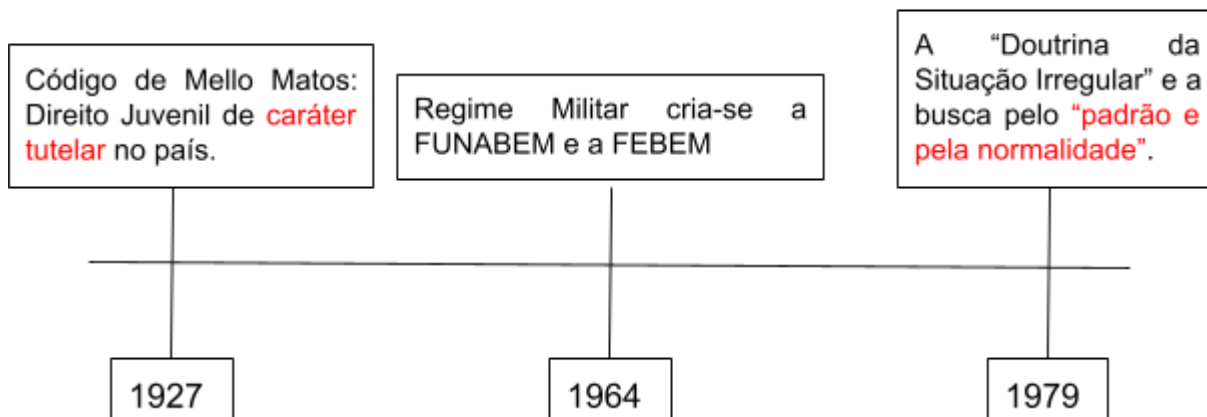 Código de Mello Matos:
Direito Juvenil de caráter
tutelar no país.
Regime Militar cria-se a
FUNABEM e a FEBEM
A “Doutrina da
Situação Irregular” e a
busca pelo “padrão e
pela normalidade”.
1927
1964
1979